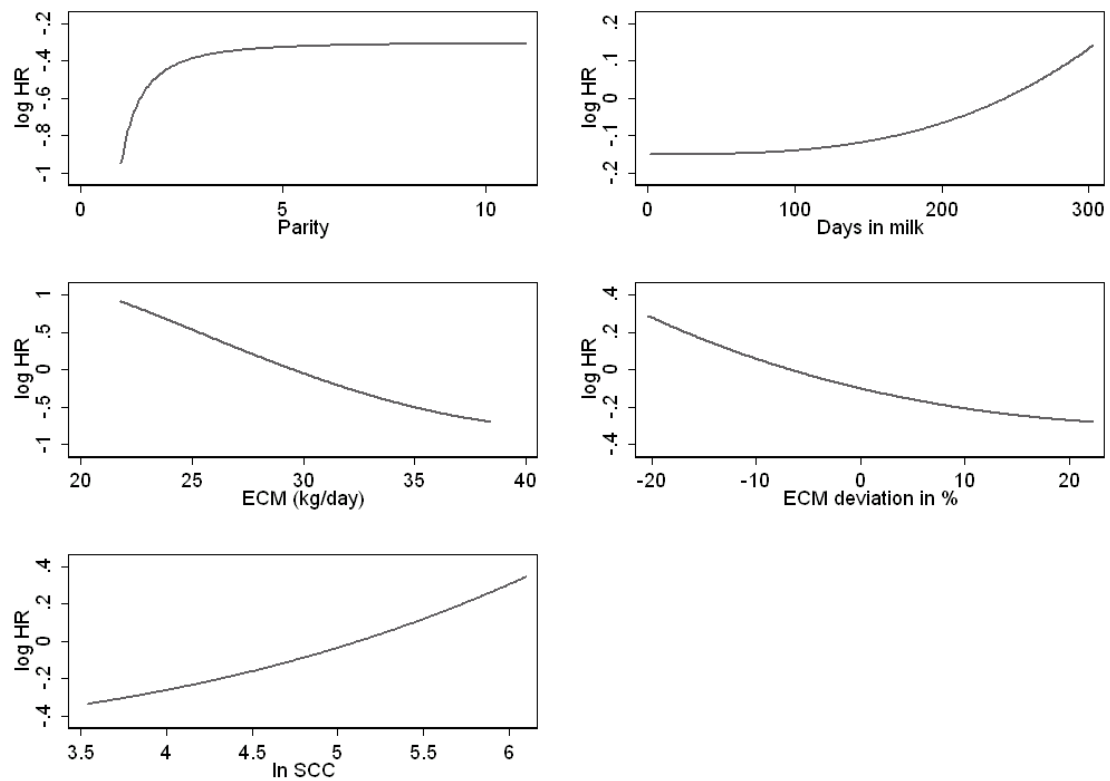 log HR
-.2
-.4
-.6
-.8
-1
0 5 10
Parity
log HR
.2
.1
0
-.1
-.2
0 100 200 300
Days in milk
log HR
1
.5
0
-.5
-1
20 25 30 35 40
ECM (kg/day)
log HR
.4
.2
0
-.2
-.4
-20 -10 0 10 20
ECM deviation in %
log HR
.4
.2
0
-.2
-.4
3.5 4 4.5 5 5.5 6
ln SCC